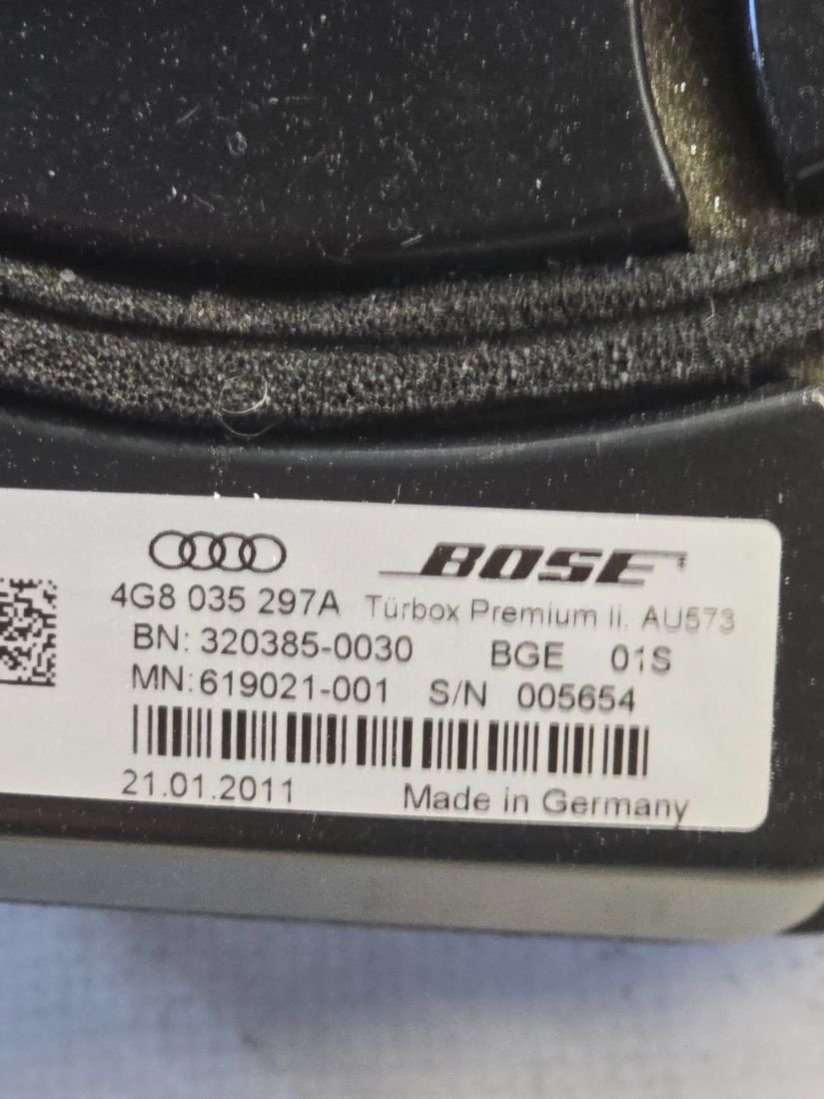 BOSE
4G8 035 297A Türbox Premium li. AU573
BN: 320385-0030 BGE 01S
MN: 619021-001 S/N 005654
21.01.2011 Made in Germany